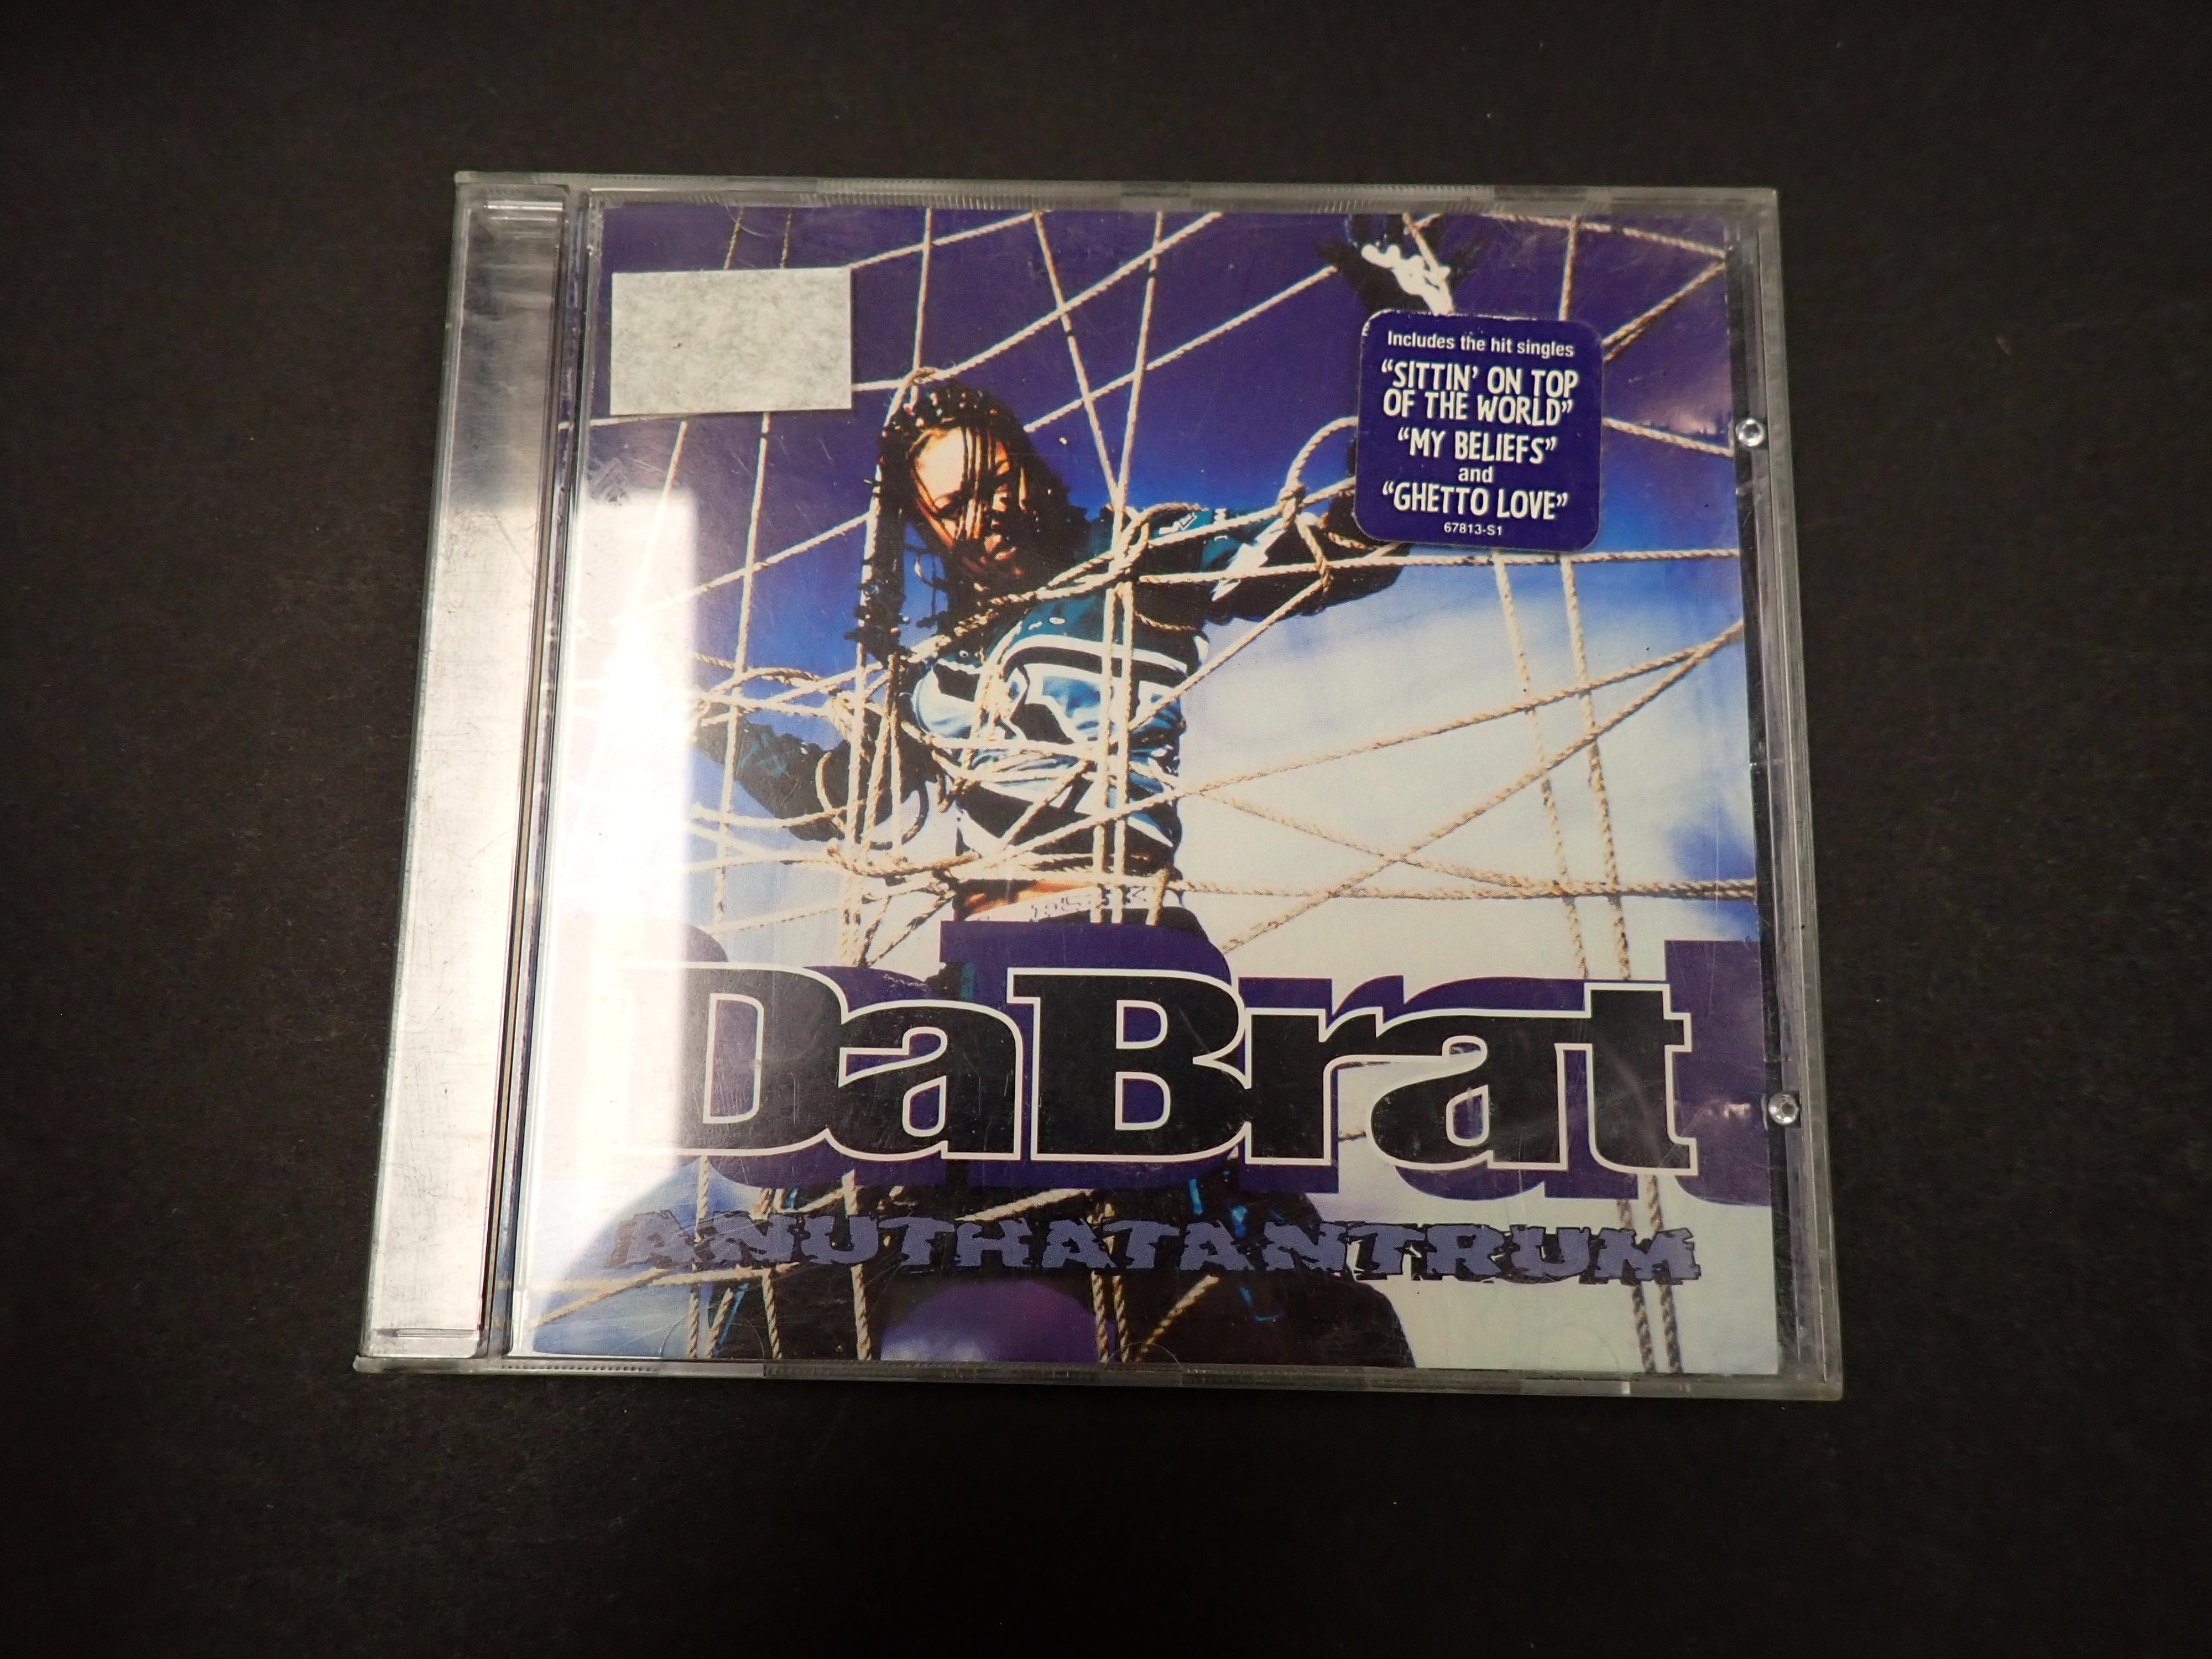 Includes the hit singles
“SITTIN’ ON TOP
OF THE WORLD”
“MY BELIEFS”
and
“GHETTO LOVE”
67813-S1
DaBrat
ANUTHATANTRUM